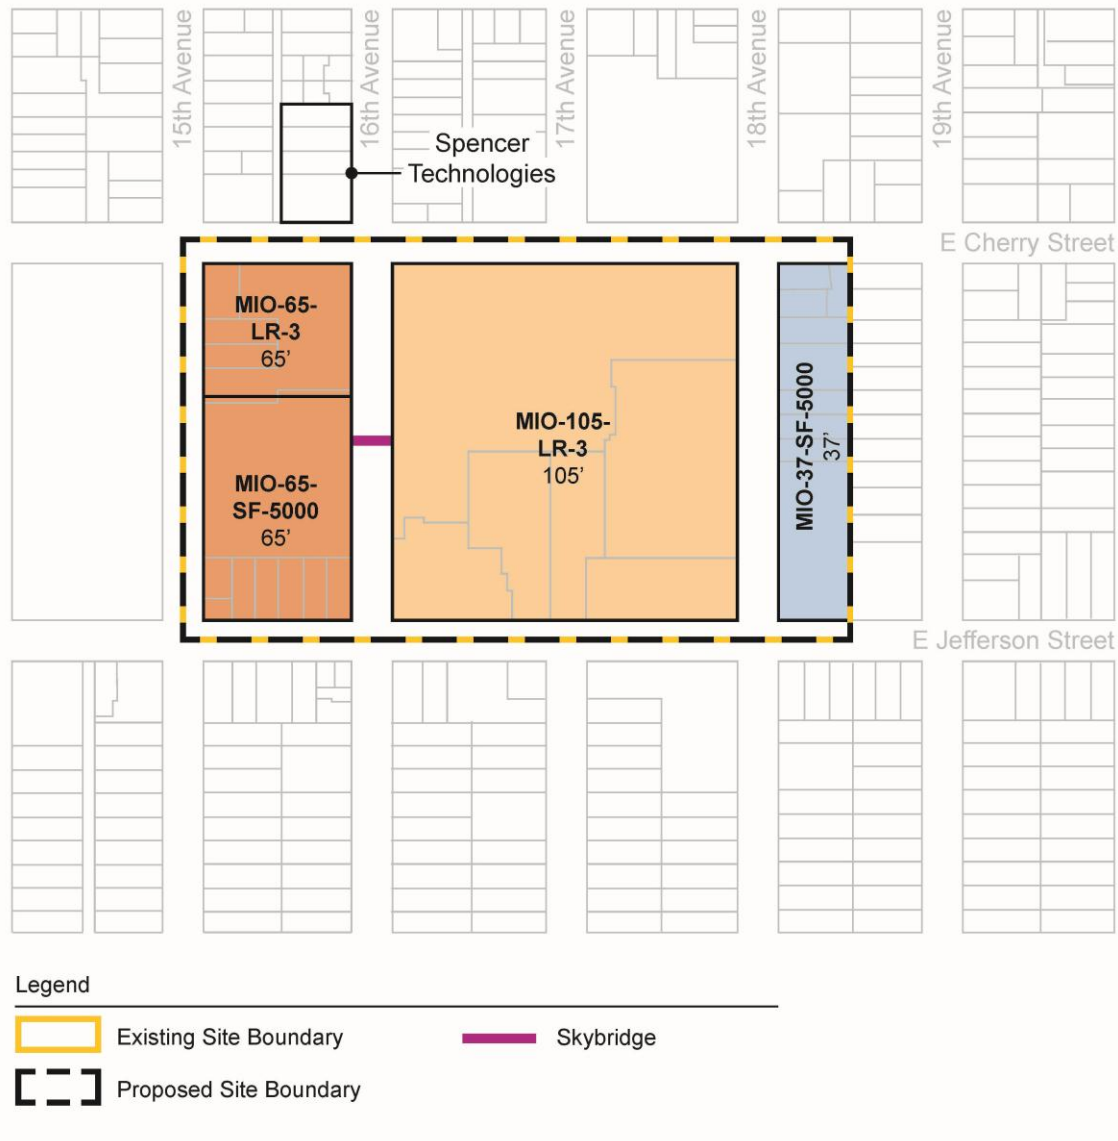 15th Avenue
16th Avenue
17th Avenue
18th Avenue
19th Avenue
Spencer
Technologies
E Cherry Street
MIO-65-
LR-3
65’
MIO-65-
SF-5000
65’
MIO-105-
LR-3
105’
MIO-37-SF-5000
37’
E Jefferson Street
Legend
Existing Site Boundary
Skybridge
Proposed Site Boundary